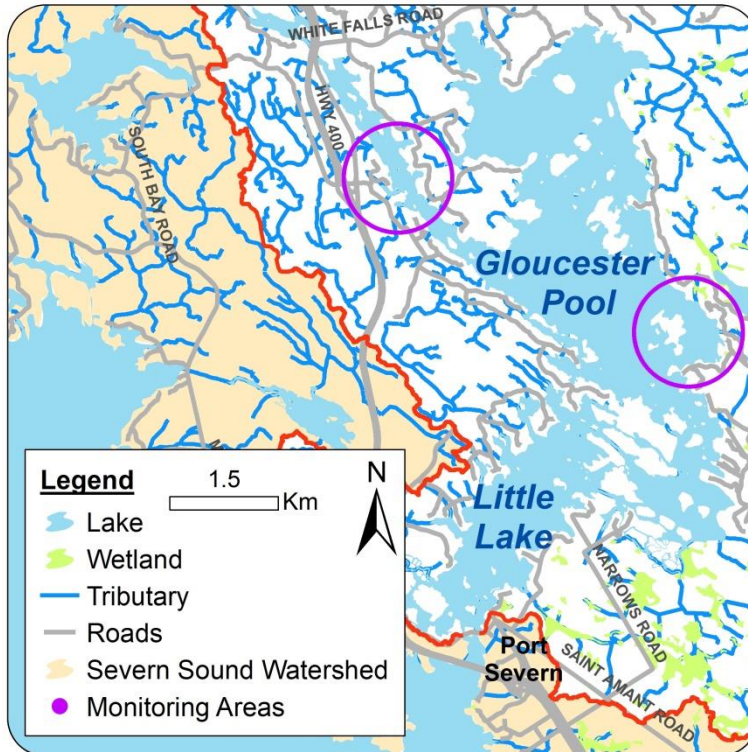 WHITE FALLS ROAD
HWY 400
SOUTH BAY ROAD
Gloucester
Pool
Little
Lake
NARROWS ROAD
Port
Severn
SAINT AMANT ROAD
Legend
1.5
Km
N
Lake
Wetland
Tributary
Roads
Severn Sound Watershed
Monitoring Areas